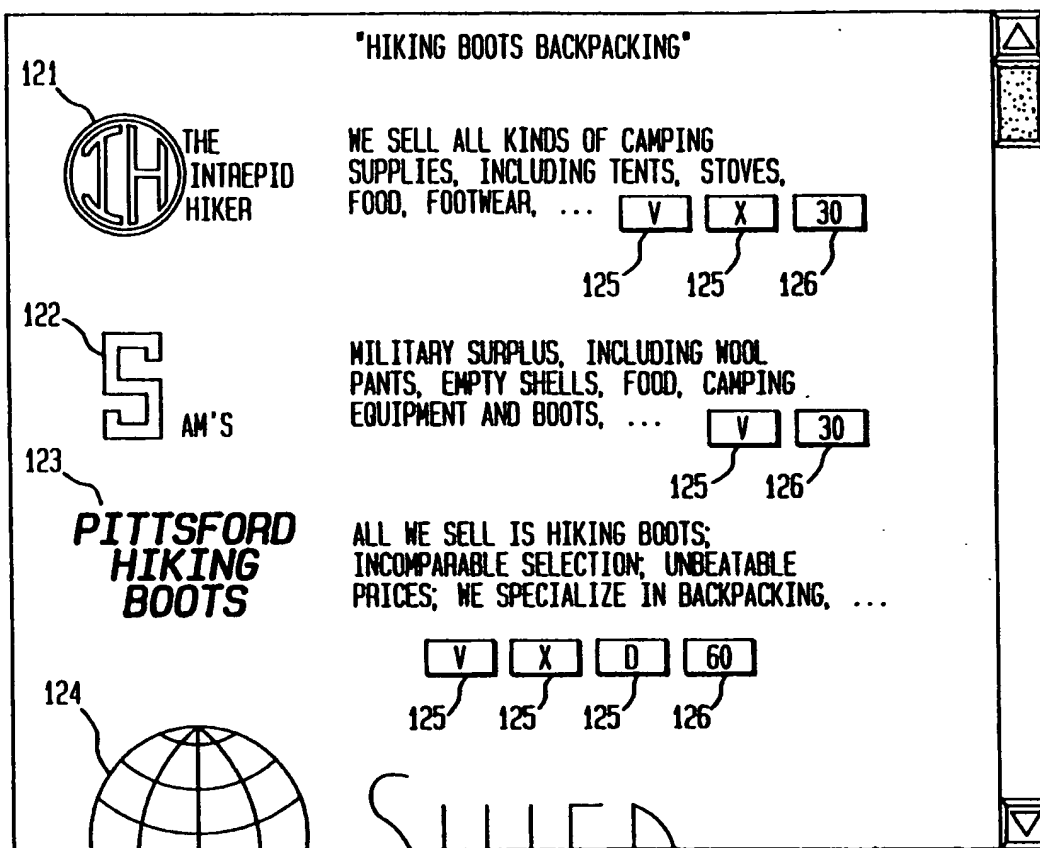 "HIKING BOOTS BACKPACKING"
121
IH
THE
INTREPID
HIKER
WE SELL ALL KINDS OF CAMPING
SUPPLIES, INCLUDING TENTS, STOVES,
FOOD, FOOTWEAR, ...
V X 30
125 125 126
122
S AM'S
MILITARY SURPLUS, INCLUDING WOOL
PANTS, EMPTY SHELLS, FOOD, CAMPING
EQUIPMENT AND BOOTS, ...
V 30
125 126
123
PITTSFORD
HIKING
BOOTS
ALL WE SELL IS HIKING BOOTS;
INCOMPARABLE SELECTION; UNBEATABLE
PRICES; WE SPECIALIZE IN BACKPACKING, ...
V X D 60
125 125 125 126
124